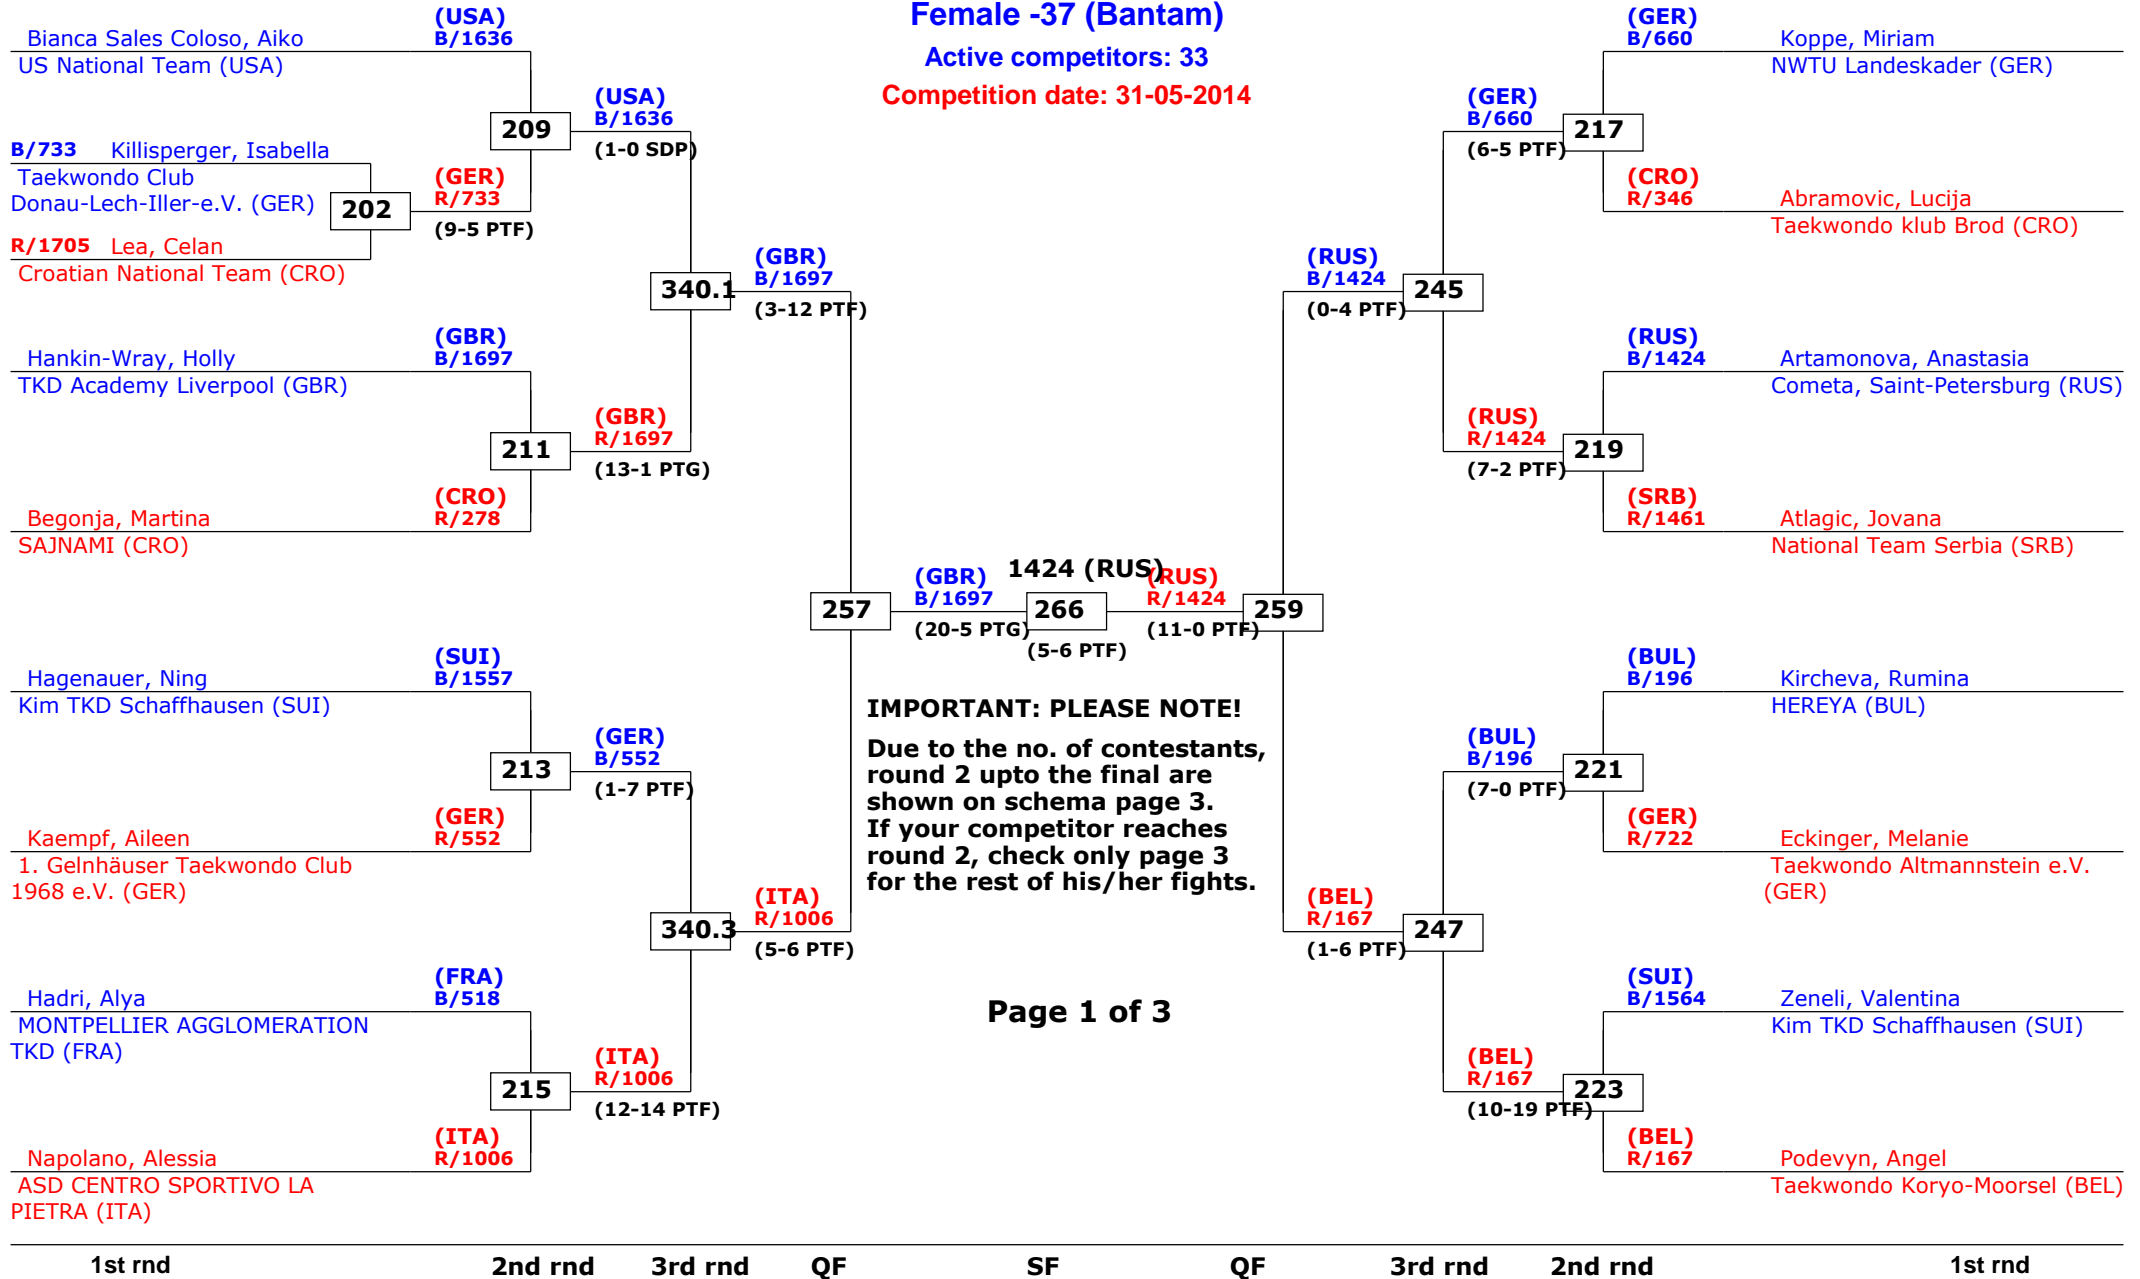 Female -37 (Bantam)
Active competitors: 33
Competition date: 31-05-2014
(USA)
Bianca Sales Coloso, Aiko B/1636
US National Team (USA)
(USA)
B/1636
209
(1-0 SDP)
B/733 Killisperger, Isabella
Taekwondo Club
Donau-Lech-Iller-e.V. (GER)
202
(GER)
R/733
(9-5 PTF)
R/1705 Lea, Celan
Croatian National Team (CRO)
340.1
(GBR)
B/1697
(3-12 PTF)
(GBR)
Hankin-Wray, Holly B/1697
TKD Academy Liverpool (GBR)
211
(GBR)
R/1697
(13-1 PTG)
(CRO)
Begonja, Martina R/278
SAJNAMI (CRO)
257
(GBR)
B/1697
(20-5 PTG)
1424 (RUS)
266
(5-6 PTF)
(RUS)
R/1424
(11-0 PTF)
259
(SUI)
Hagenauer, Ning B/1557
Kim TKD Schaffhausen (SUI)
213
(GER)
B/552
(1-7 PTF)
(GER)
Kaempf, Aileen R/552
1. Gelnhäuser Taekwondo Club
1968 e.V. (GER)
340.3
(ITA)
R/1006
(5-6 PTF)
(FRA)
Hadri, Alya B/518
MONTPELLIER AGGLOMERATION
TKD (FRA)
215
(ITA)
R/1006
(12-14 PTF)
(ITA)
Napolano, Alessia R/1006
ASD CENTRO SPORTIVO LA
PIETRA (ITA)
IMPORTANT: PLEASE NOTE!
Due to the no. of contestants,
round 2 upto the final are
shown on schema page 3.
If your competitor reaches
round 2, check only page 3
for the rest of his/her fights.
Page 1 of 3
(GER)
B/660 Koppe, Miriam
NWTU Landeskader (GER)
(GER)
B/660
217
(6-5 PTF)
(CRO)
R/346 Abramovic, Lucija
Taekwondo klub Brod (CRO)
(RUS)
B/1424
245
(0-4 PTF)
(RUS)
B/1424 Artamonova, Anastasia
Cometa, Saint-Petersburg (RUS)
(RUS)
R/1424
219
(7-2 PTF)
(SRB)
R/1461 Atlagic, Jovana
National Team Serbia (SRB)
(BUL)
B/196 Kircheva, Rumina
HEREYA (BUL)
(BUL)
B/196
221
(7-0 PTF)
(GER)
R/722 Eckinger, Melanie
Taekwondo Altmannstein e.V.
(GER)
(BEL)
R/167
247
(1-6 PTF)
(SUI)
B/1564 Zeneli, Valentina
Kim TKD Schaffhausen (SUI)
(BEL)
R/167
223
(10-19 PTF)
(BEL)
R/167 Podevyn, Angel
Taekwondo Koryo-Moorsel (BEL)
1st rnd 2nd rnd 3rd rnd QF SF QF 3rd rnd 2nd rnd 1st rnd